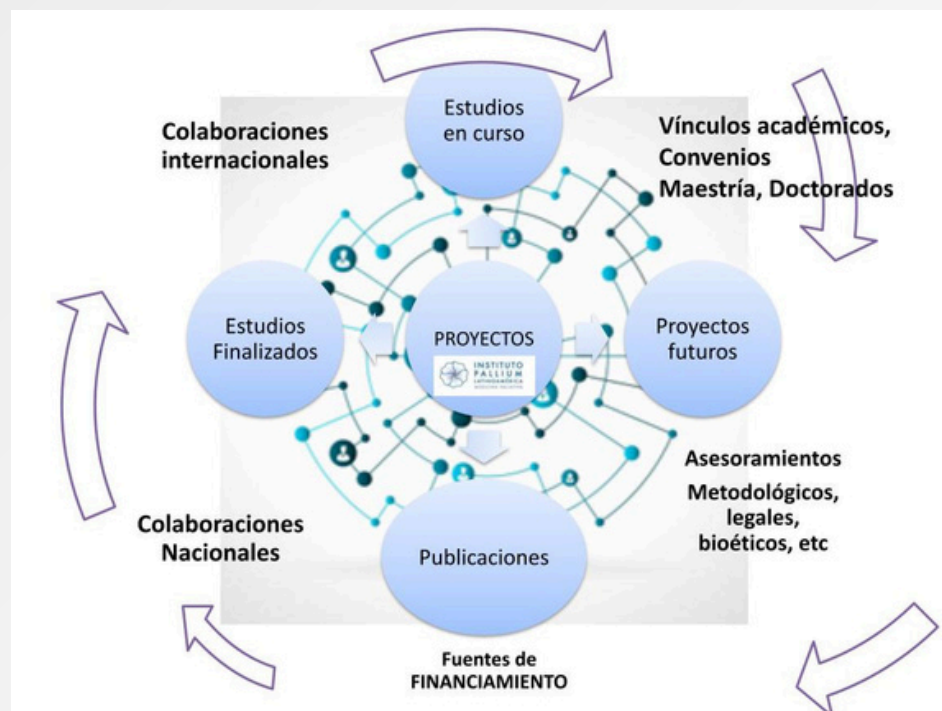 Estudios
en curso
Colaboraciones
internacionales
Vínculos académicos,
Convenios
Maestría, Doctorados
Estudios
Finalizados
PROYECTOS
INSTITUTO
PALLIUM
LATINOAMÉRICA
Proyectos
futuros
Asesoramientos
Metodológicos,
legales,
bioéticos, etc
Colaboraciones
Nacionales
Publicaciones
Fuentes de
FINANCIAMIENTO